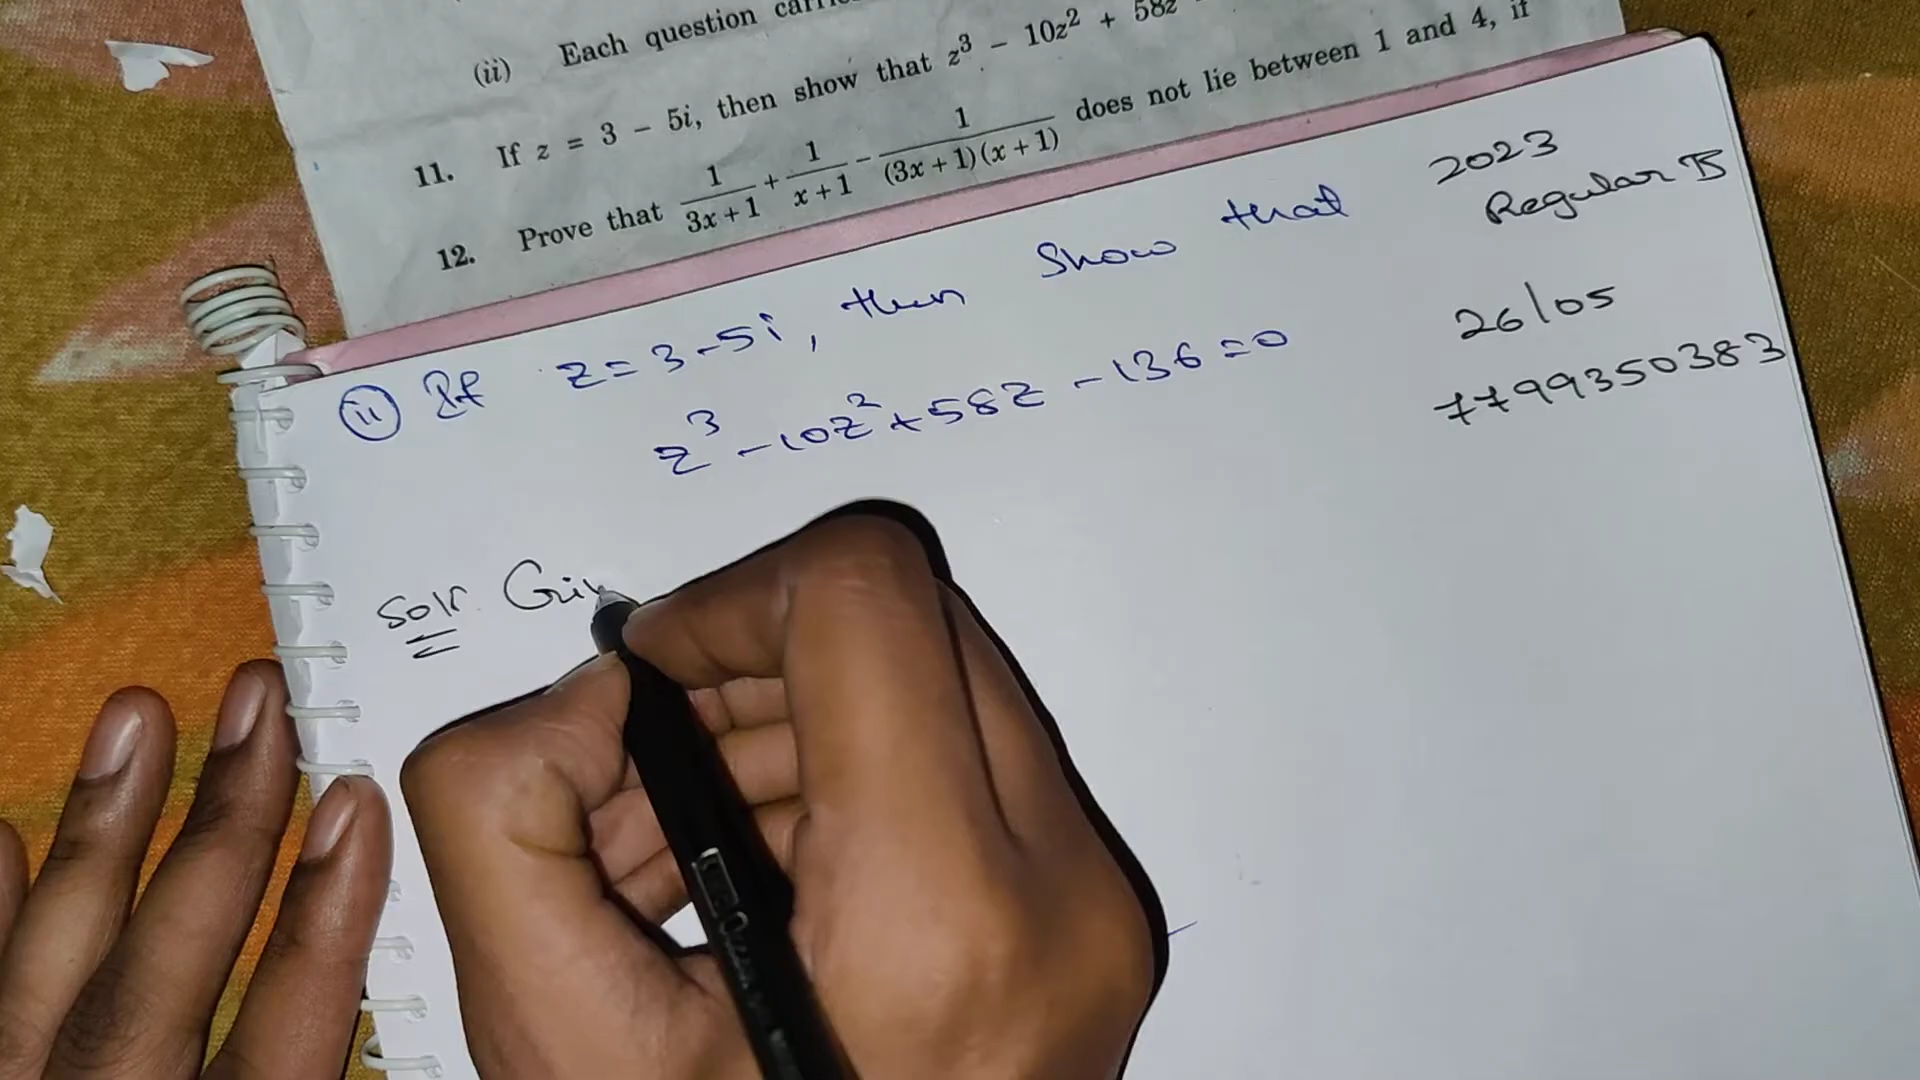 (ii) Each question
11. If z = 3 - 5i, then show that z³ - 10z² + 58z
12. Prove that 1/(3x+1) + 1/(x+1) - 1/((3x+1)(x+1)) does not lie between 1 and 4, if
2023
Regular TS
26/05
7799350383
11 If z=3-5i, then Show that
z³-10z²+58z-136=0
Soln. Giv